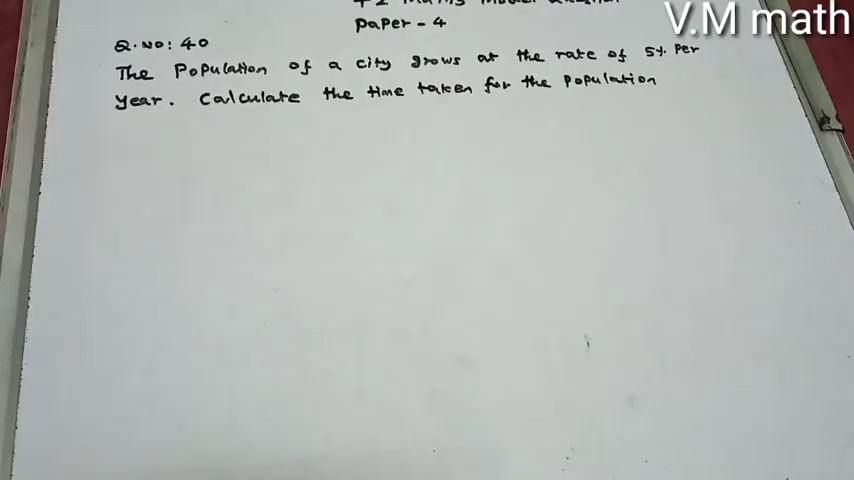 V.M math
Paper - 4
Q.No: 40
The Population of a city grows at the rate of 5% Per
year. Calculate the time taken for the population